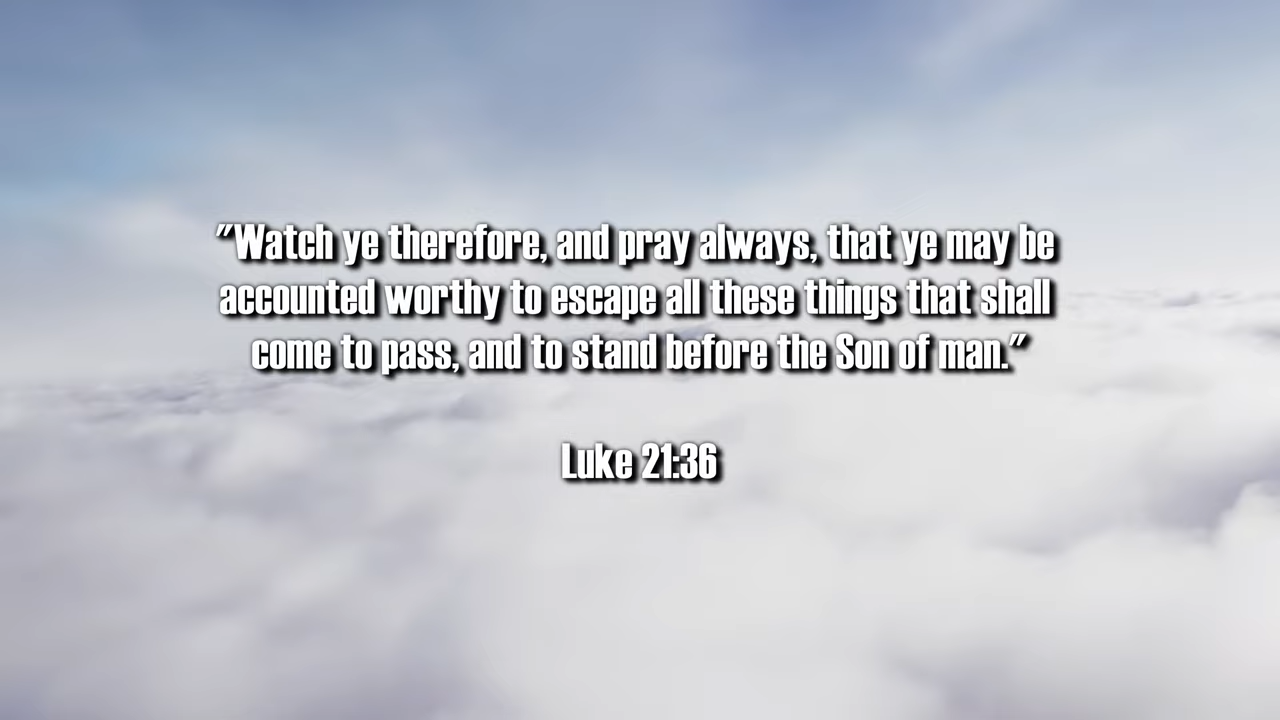 "Watch ye therefore, and pray always, that ye may be
accounted worthy to escape all these things that shall
come to pass, and to stand before the Son of man."
Luke 21:36